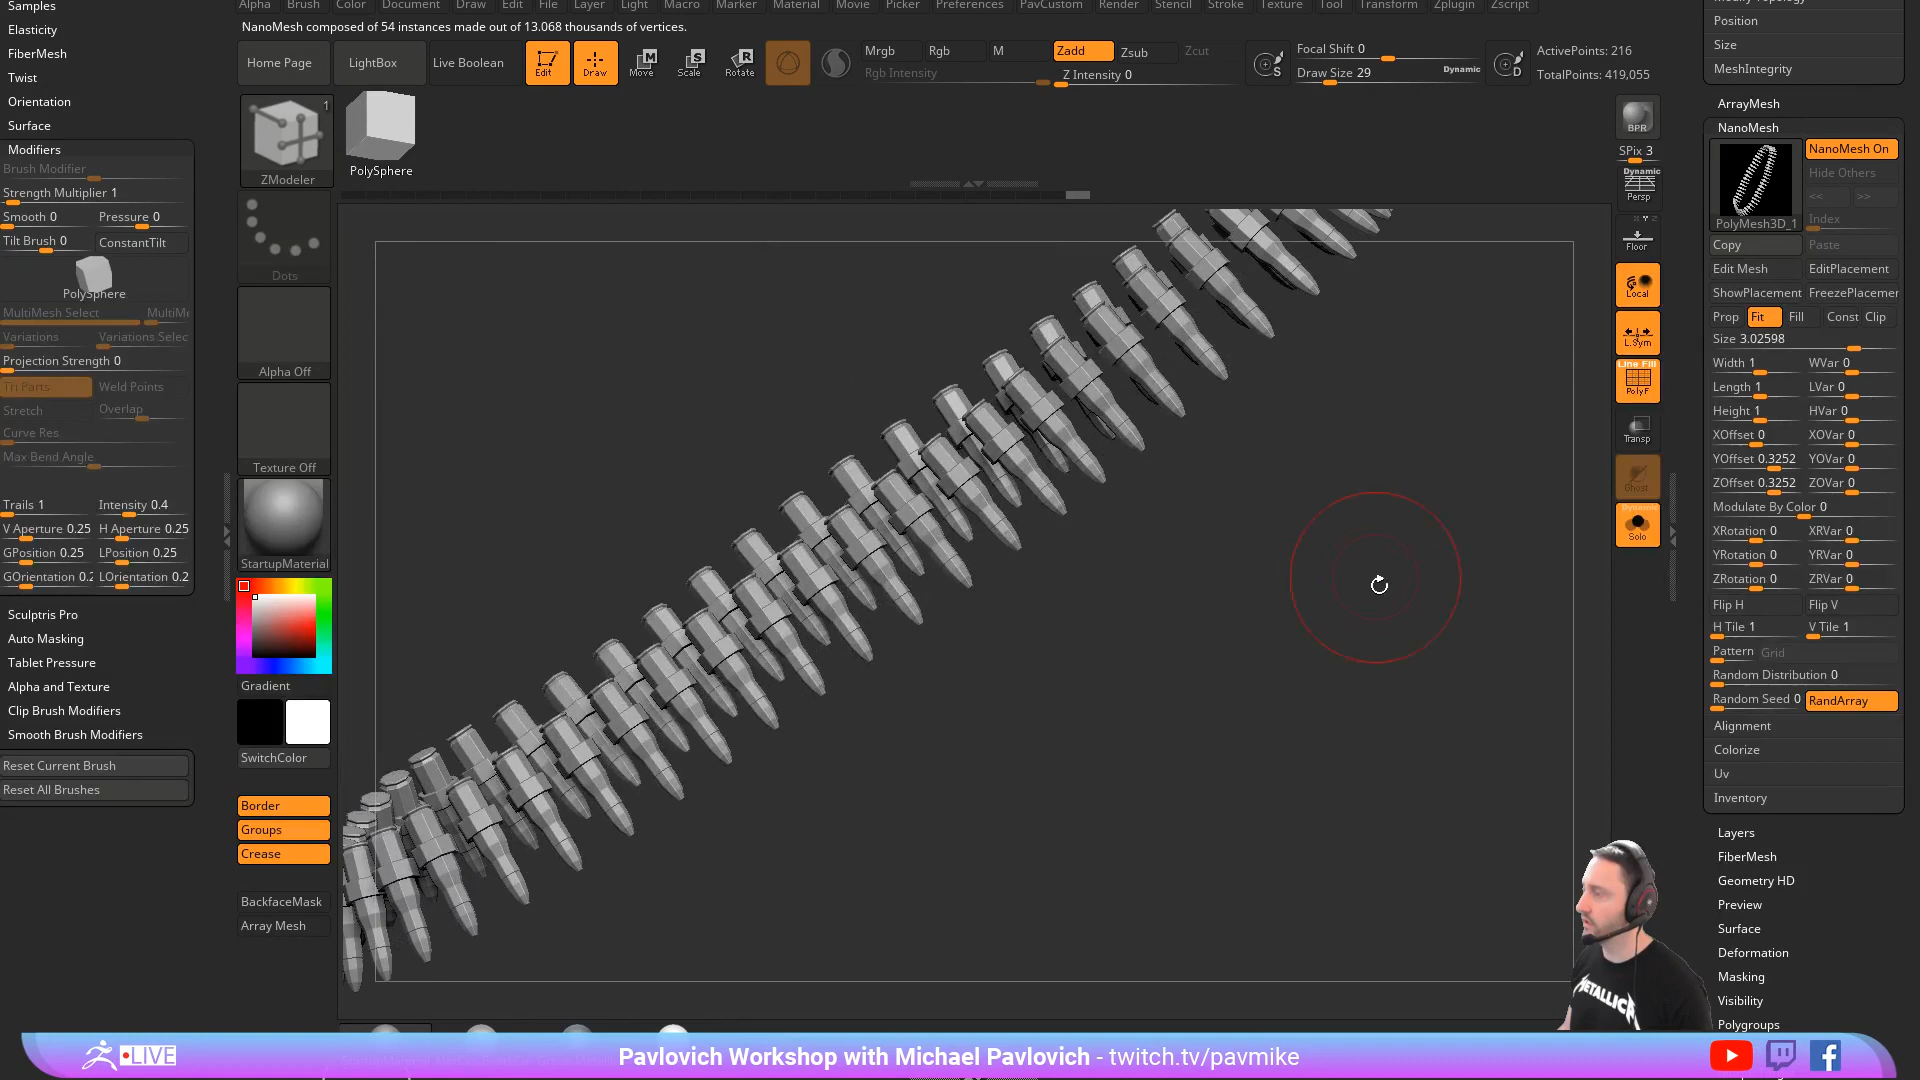 Samples
Elasticity
FiberMesh
Twist
Orientation
Surface
Modifiers
Brush Modifier
Strength Multiplier 1
Smooth 0 Pressure 0
Tilt Brush 0 ConstantTilt
PolySphere
MultiMesh Select MultiMe
Variations Variations Selec
Projection Strength 0
Tri Parts Weld Points
Stretch Overlap
Curve Res
Max Bend Angle
Trails 1 Intensity 0.4
V Aperture 0.25 H Aperture 0.25
GPosition 0.25 LPosition 0.25
GOrientation 0.2 LOrientation 0.2
Sculptris Pro
Auto Masking
Tablet Pressure
Alpha and Texture
Clip Brush Modifiers
Smooth Brush Modifiers
Reset Current Brush
Reset All Brushes
Alpha Brush Color Document Draw Edit File Layer Light Macro Marker Material Movie Picker Preferences PavCustom Render Stencil Stroke Texture Tool Transform Zplugin Zscript
NanoMesh composed of 54 instances made out of 13.068 thousands of vertices.
Home Page LightBox Live Boolean Edit Draw Move Scale Rotate
Mrgb Rgb M Zadd Zsub Zcut
Rgb Intensity Z Intensity 0
Focal Shift 0
Draw Size 29 Dynamic
ActivePoints: 216
TotalPoints: 419,055
1
ZModeler
PolySphere
Dots
Alpha Off
Texture Off
StartupMaterial
Gradient
SwitchColor
Border
Groups
Crease
BackfaceMask
Array Mesh
BPR
SPix 3
Dynamic
Persp
Floor
Local
L.Sym
Line Fill
PolyF
Transp
Ghost
Dynamic
Solo
Position
Size
MeshIntegrity
ArrayMesh
NanoMesh
NanoMesh On
Hide Others
<< >>
PolyMesh3D_1 Index
Copy Paste
Edit Mesh EditPlacement
ShowPlacement FreezePlacemen
Prop Fit Fill Const Clip
Size 3.02598
Width 1 WVar 0
Length 1 LVar 0
Height 1 HVar 0
XOffset 0 XOVar 0
YOffset 0.3252 YOVar 0
ZOffset 0.3252 ZOVar 0
Modulate By Color 0
XRotation 0 XRVar 0
YRotation 0 YRVar 0
ZRotation 0 ZRVar 0
Flip H Flip V
H Tile 1 V Tile 1
Pattern Grid
Random Distribution 0
Random Seed 0 RandArray
Alignment
Colorize
Uv
Inventory
Layers
FiberMesh
Geometry HD
Preview
Surface
Deformation
Masking
Visibility
Polygroups
METALLICA
LIVE
Pavlovich Workshop with Michael Pavlovich - twitch.tv/pavmike